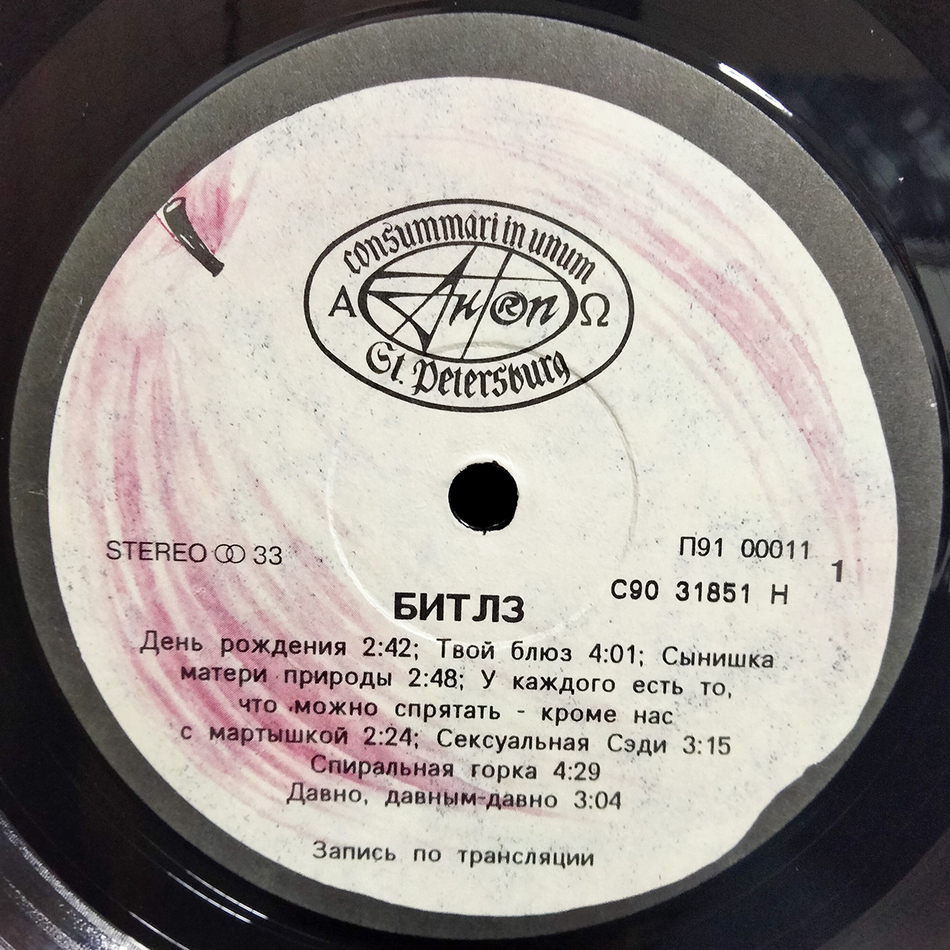 consummari in unum
А АнтроП Ω
St. Petersburg
STEREO 33
П91 00011
1
С90 31851 Н
БИТЛЗ
День рождения 2:42; Твой блюз 4:01; Сынишка
матери природы 2:48; У каждого есть то,
что можно спрятать - кроме нас
с мартышкой 2:24; Сексуальная Сэди 3:15
Спиральная горка 4:29
Давно, давным-давно 3:04
Запись по трансляции